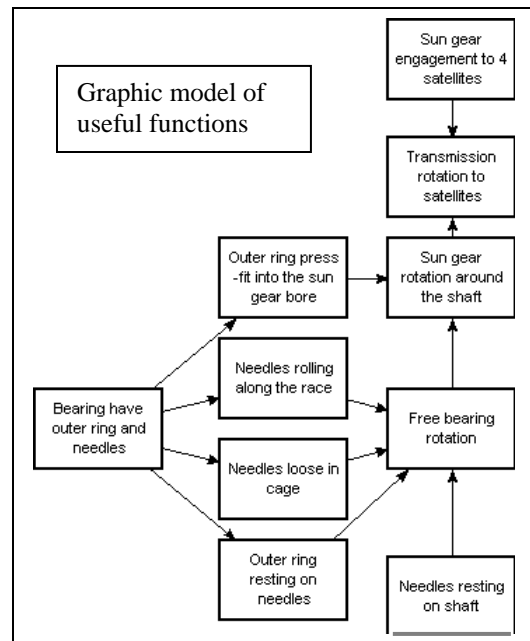 Sun gear
engagement to 4
satellites
Graphic model of
useful functions
Transmission
rotation to
satellites
Outer ring press
-fit into the sun
gear bore
Sun gear
rotation around
the shaft
Needles rolling
along the race
Bearing have
outer ring and
needles
Free bearing
rotation
Needles loose in
cage
Outer ring
resting on
needles
Needles resting
on shaft